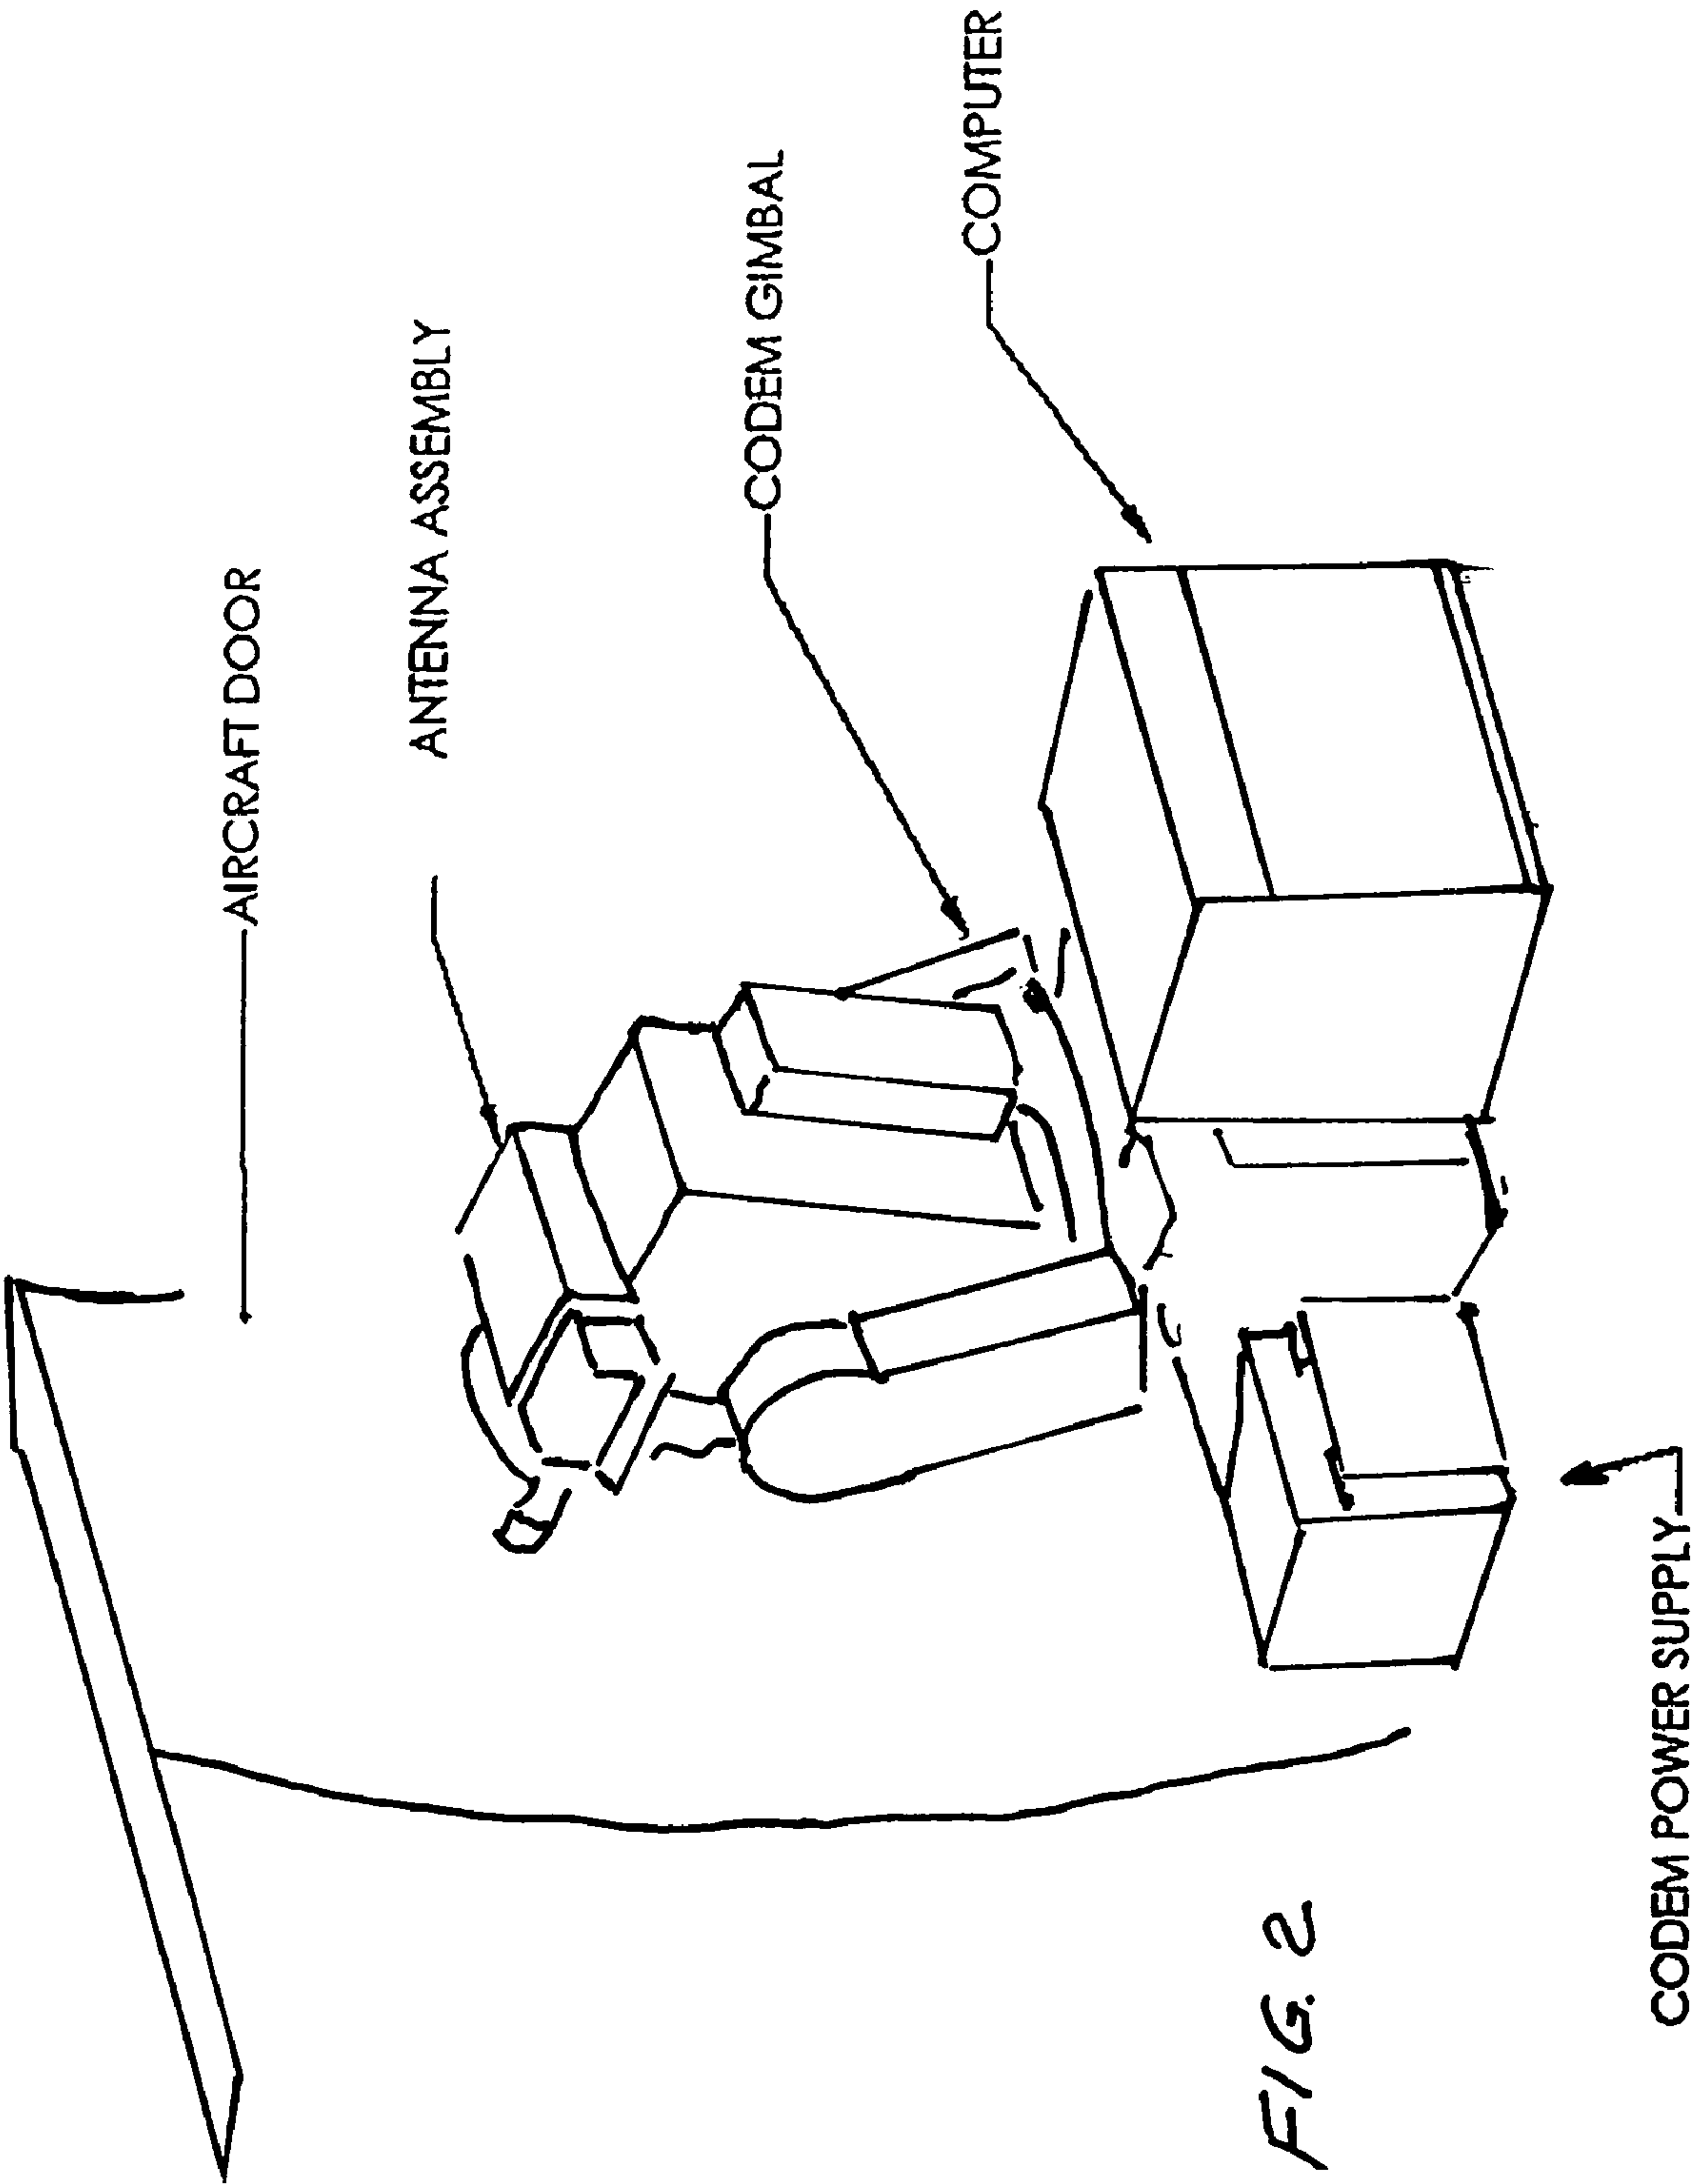 AIRCRAFT DOOR
ANTENNA ASSEMBLY
CODEM GIMBAL
COMPUTER
CODEM POWER SUPPLY
FIG. 2